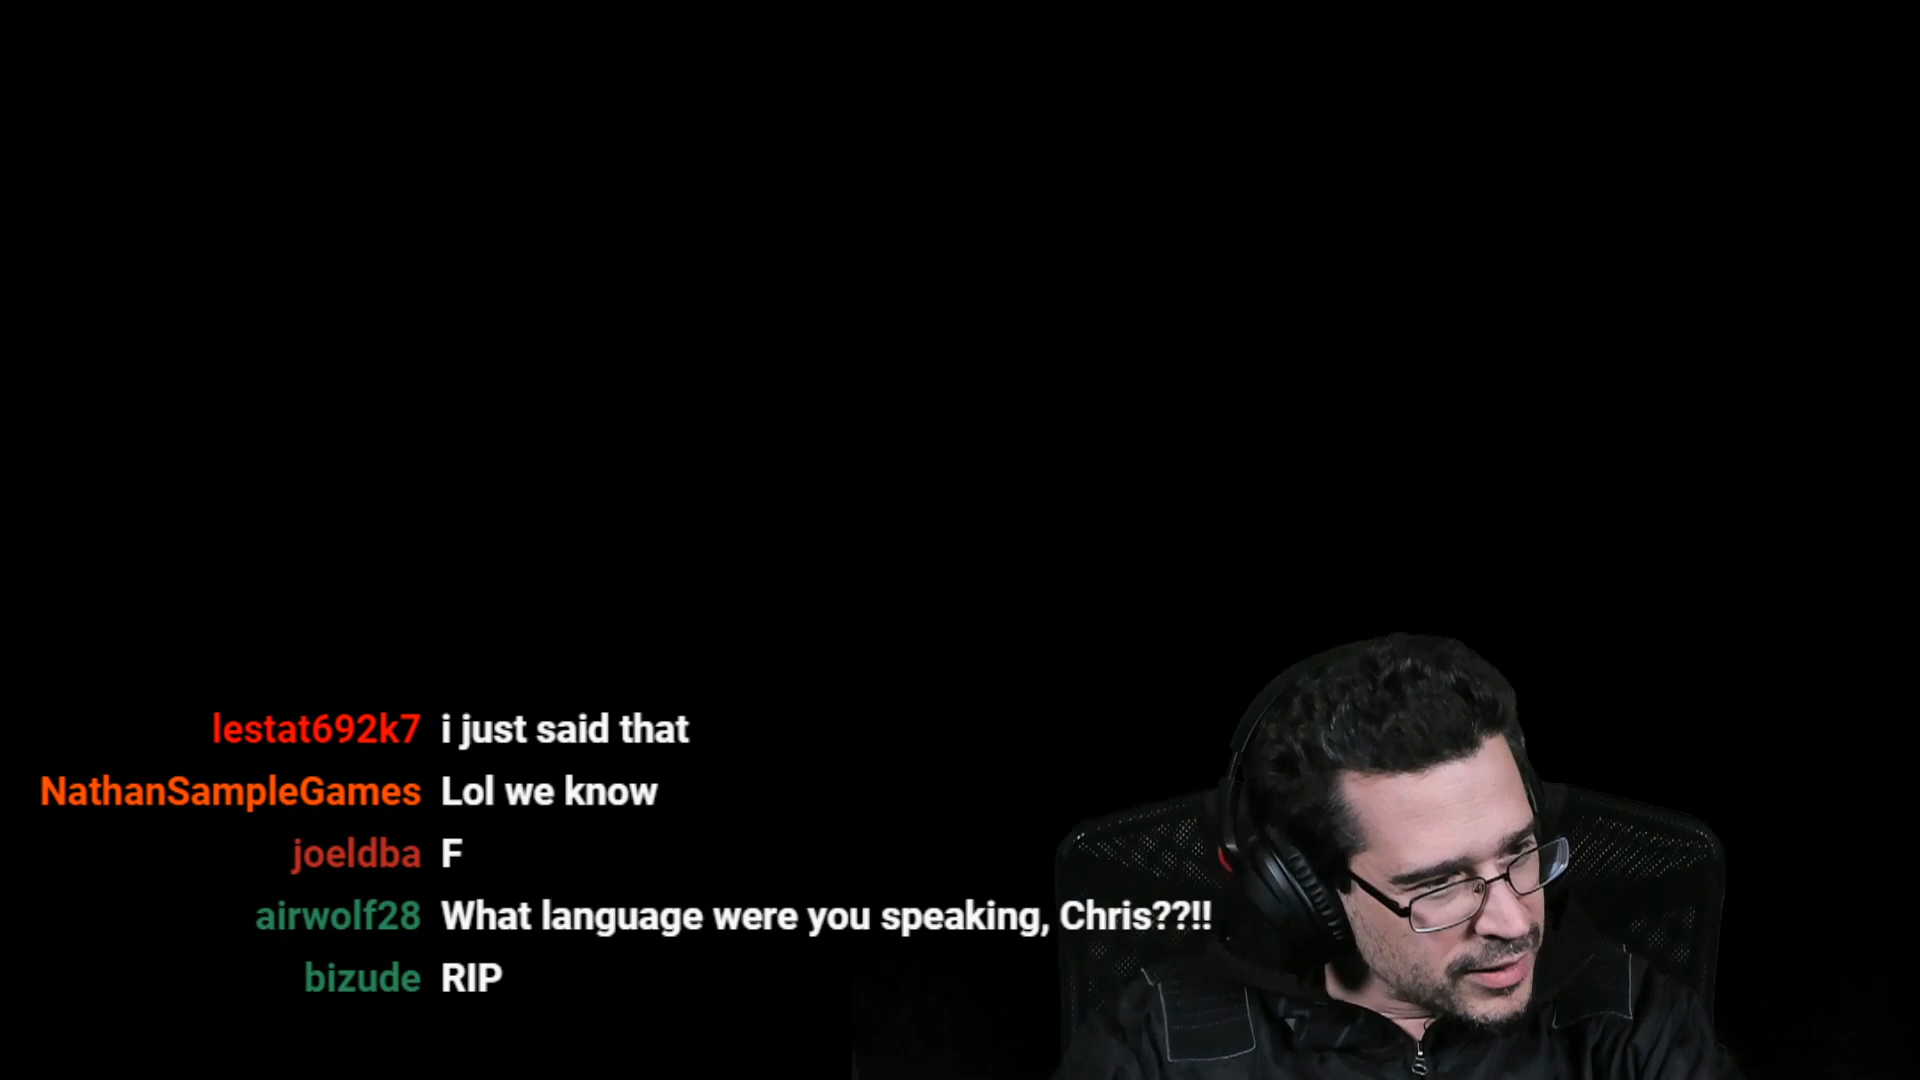 lestat692k7 i just said that
NathanSampleGames Lol we know
joeldba F
airwolf28 What language were you speaking, Chris??!!
bizude RIP